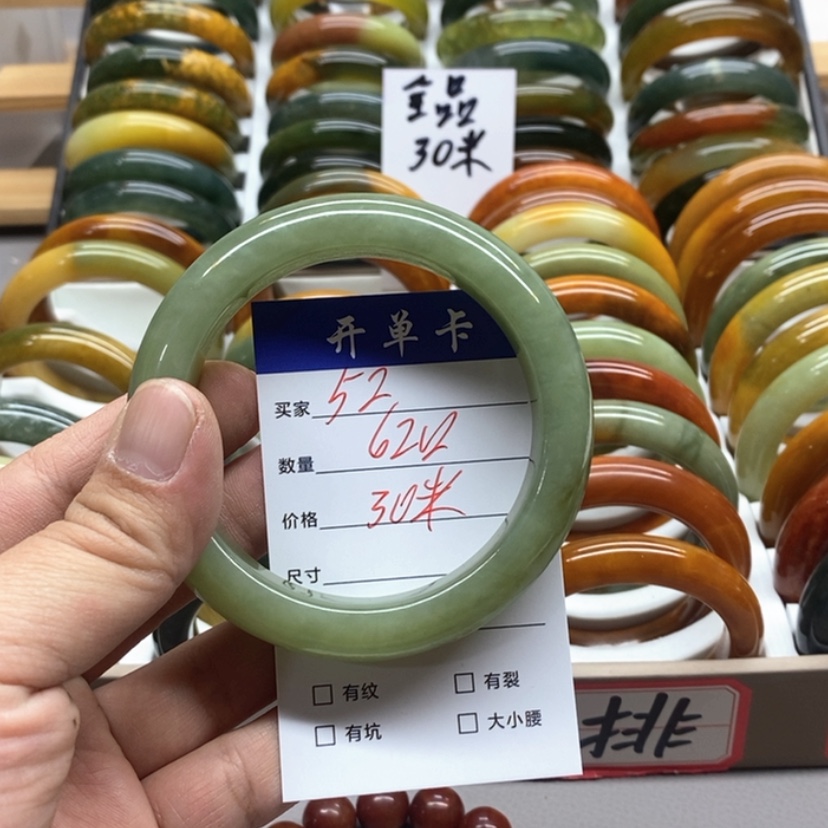 全品
30米
开单卡
买家 52
数量 620
价格 30米
尺寸
有纹
有裂
有坑
大小腰
排